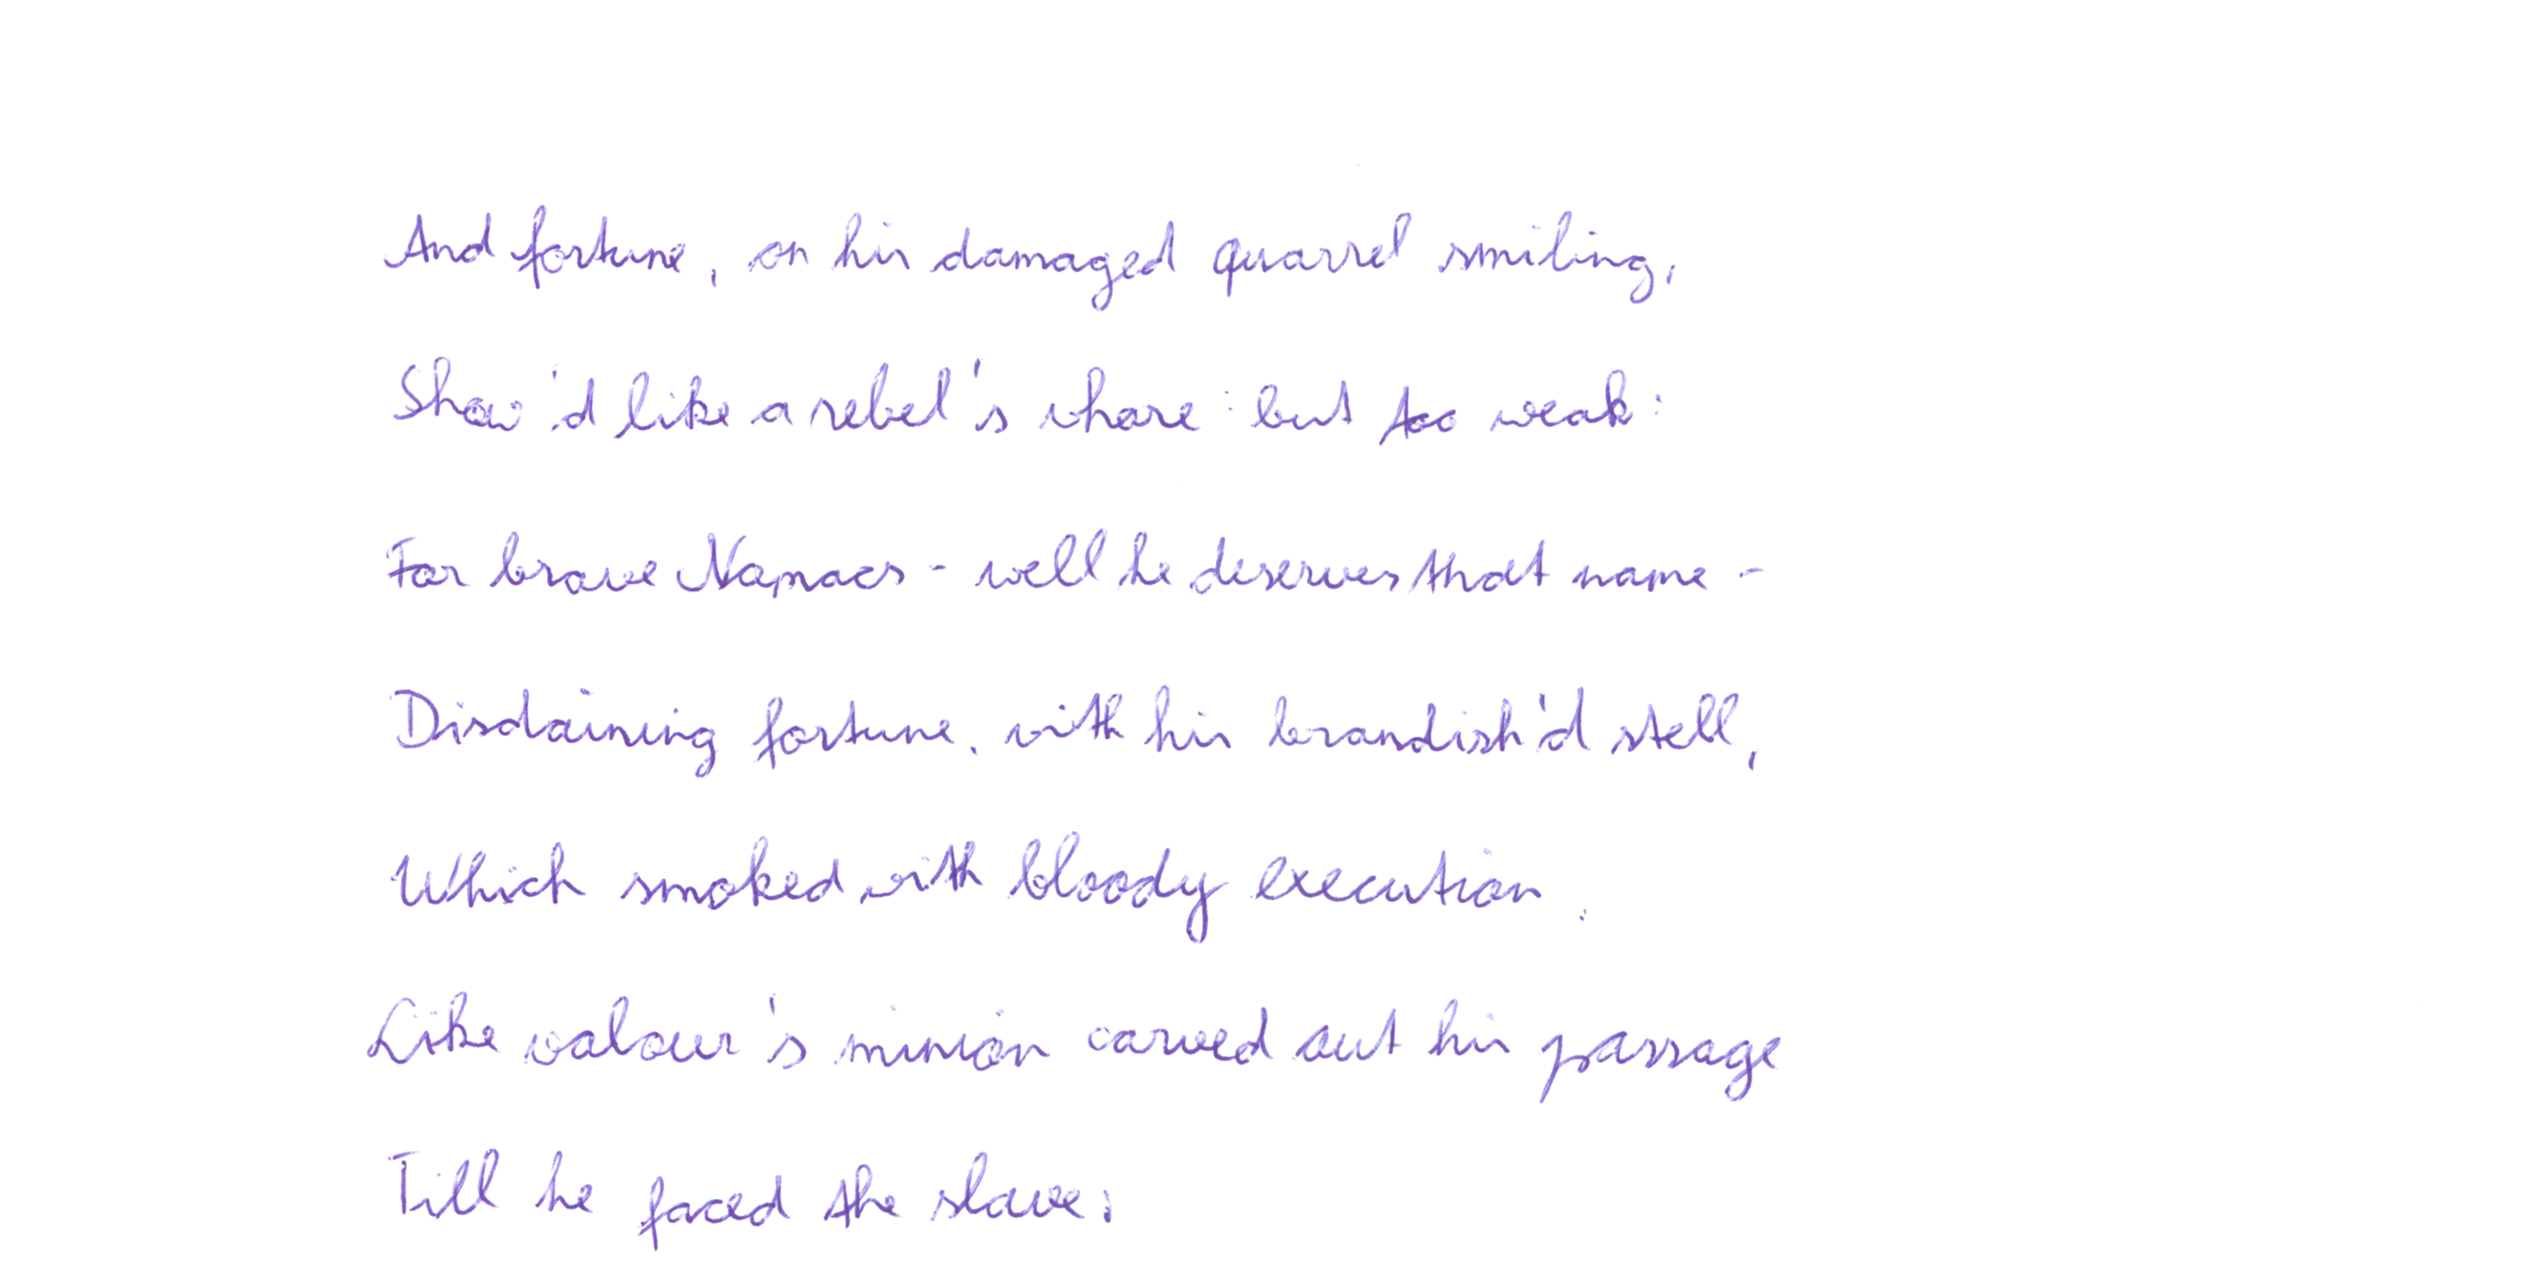 And fortune, on his damaged quarrel smiling,
Show'd like a rebel's whore: but too weak:
For brave Namaes - well he deserves that name -
Disdaining fortune, with his brandish'd stell,
Which smoked with bloody execution,
Like valour's minion carved out his passage
Till he faced the slave;